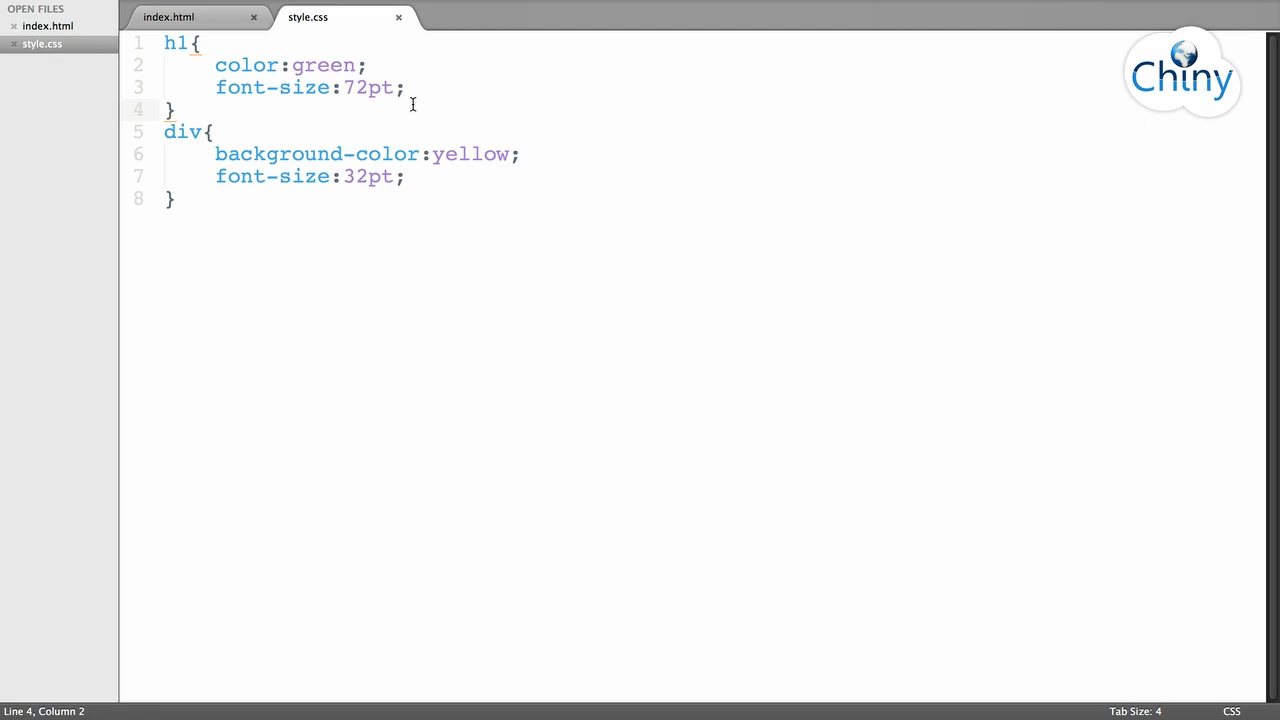 OPEN FILES
index.html
style.css
index.html
style.css
Chiny
1 h1{
2 color:green;
3 font-size:72pt;
4 }
5 div{
6 background-color:yellow;
7 font-size:32pt;
8 }
Line 4, Column 2
Tab Size: 4
CSS